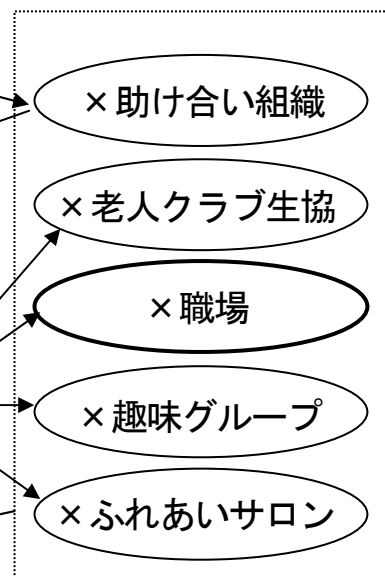 ×助け合い組織
×老人クラブ生協
×職場
×趣味グループ
×ふれあいサロン